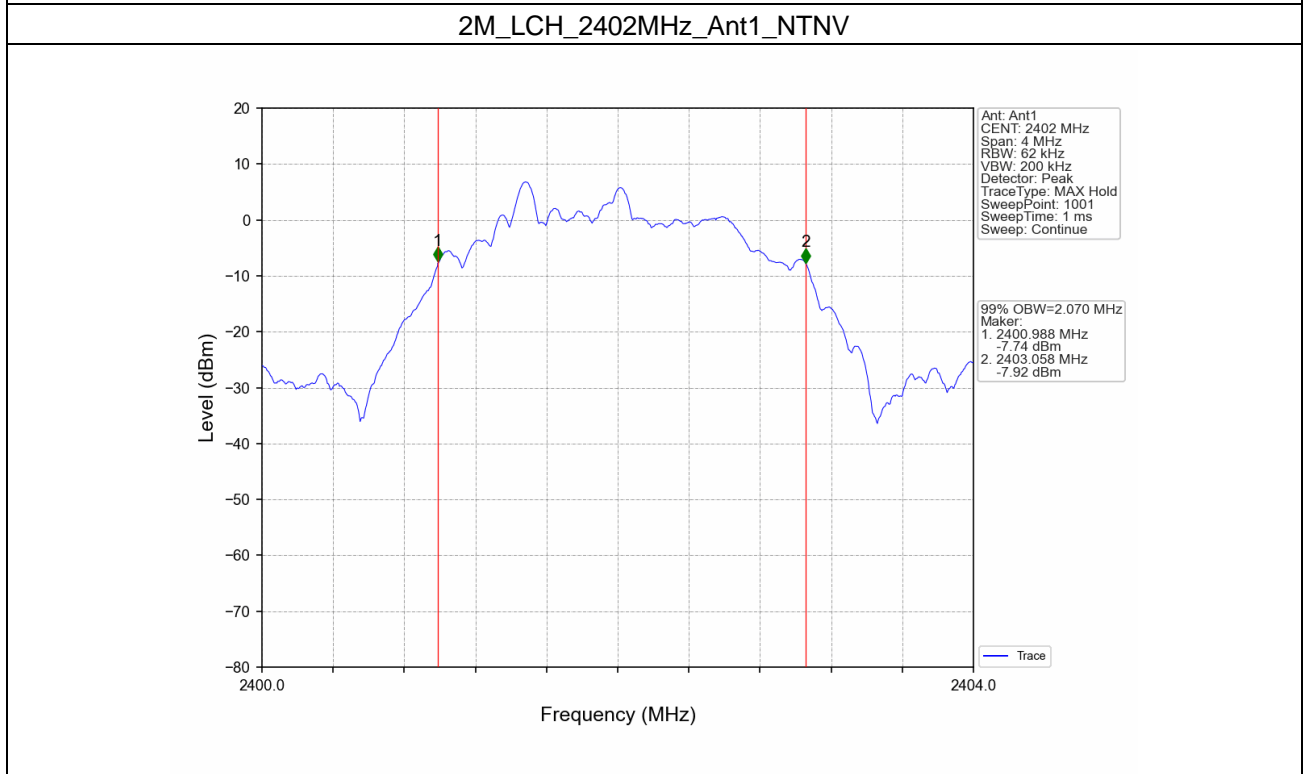 2M_LCH_2402MHz_Ant1_NTNV
20
10
0
−10
−20
−30
−40
−50
−60
−70
−80
Level (dBm)
1
2
2400.0
2404.0
Frequency (MHz)
Ant: Ant1
CENT: 2402 MHz
Span: 4 MHz
RBW: 62 kHz
VBW: 200 kHz
Detector: Peak
TraceType: MAX Hold
SweepPoint: 1001
SweepTime: 1 ms
Sweep: Continue
99% OBW=2.070 MHz
Maker:
1. 2400.988 MHz
-7.74 dBm
2. 2403.058 MHz
-7.92 dBm
Trace